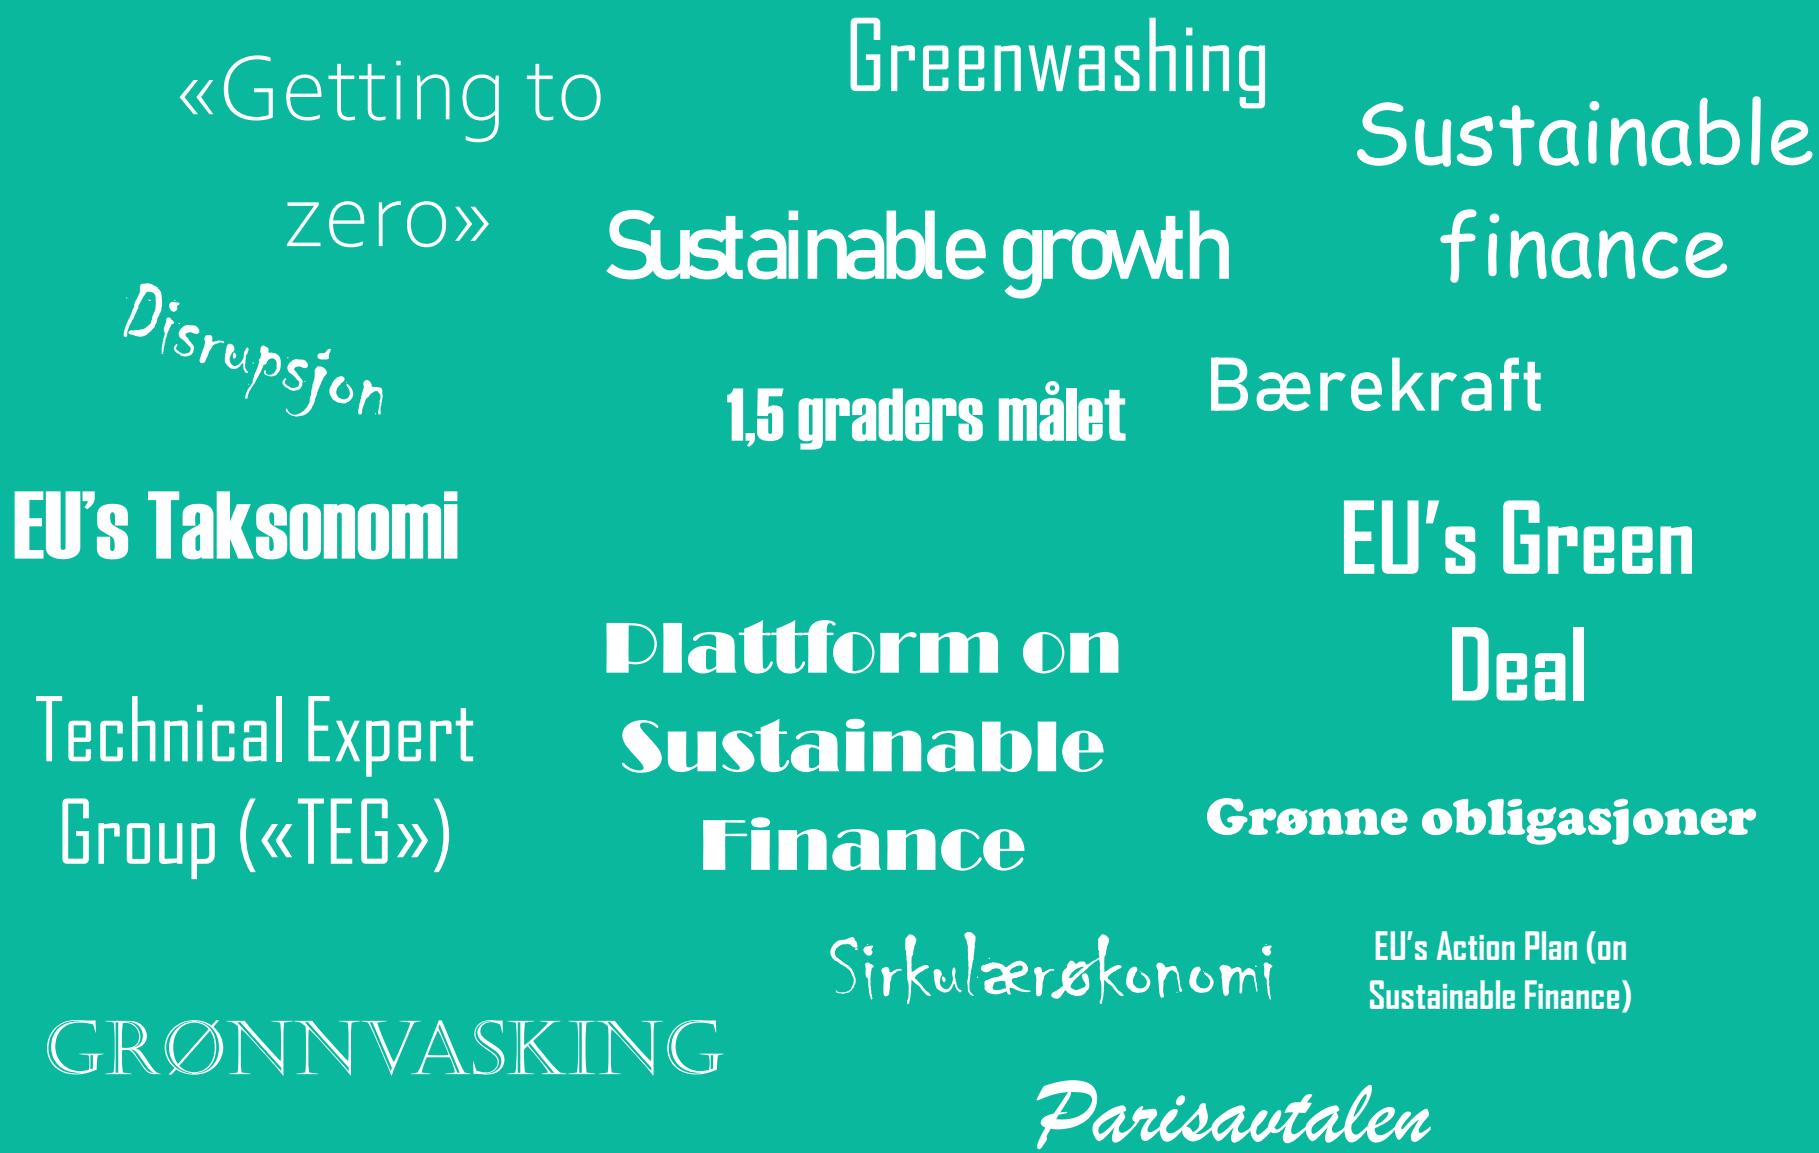 Greenwashing
«Getting to
zero»
Sustainable
finance
Sustainable growth
Disrupsjon
1,5 graders målet
Bærekraft
EU's Taksonomi
EU's Green
Deal
Plattform on
Sustainable
Finance
Technical Expert
Group («TEG»)
Grønne obligasjoner
Sirkulærøkonomi
EU's Action Plan (on
Sustainable Finance)
GRØNNVASKING
Parisavtalen